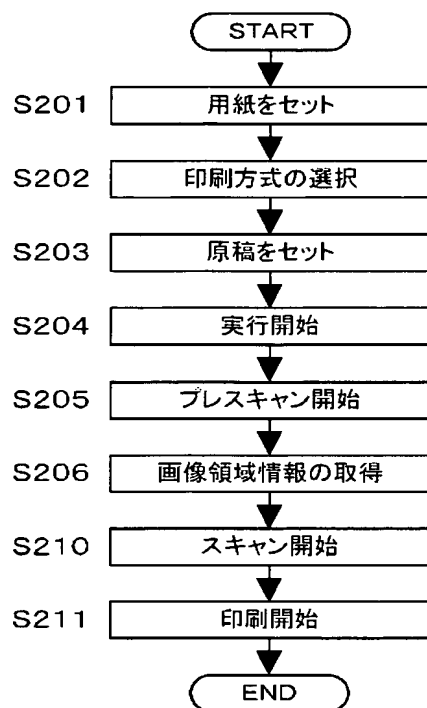 START
S201 用紙をセット
S202 印刷方式の選択
S203 原稿をセット
S204 実行開始
S205 プレスキャン開始
S206 画像領域情報の取得
S210 スキャン開始
S211 印刷開始
END